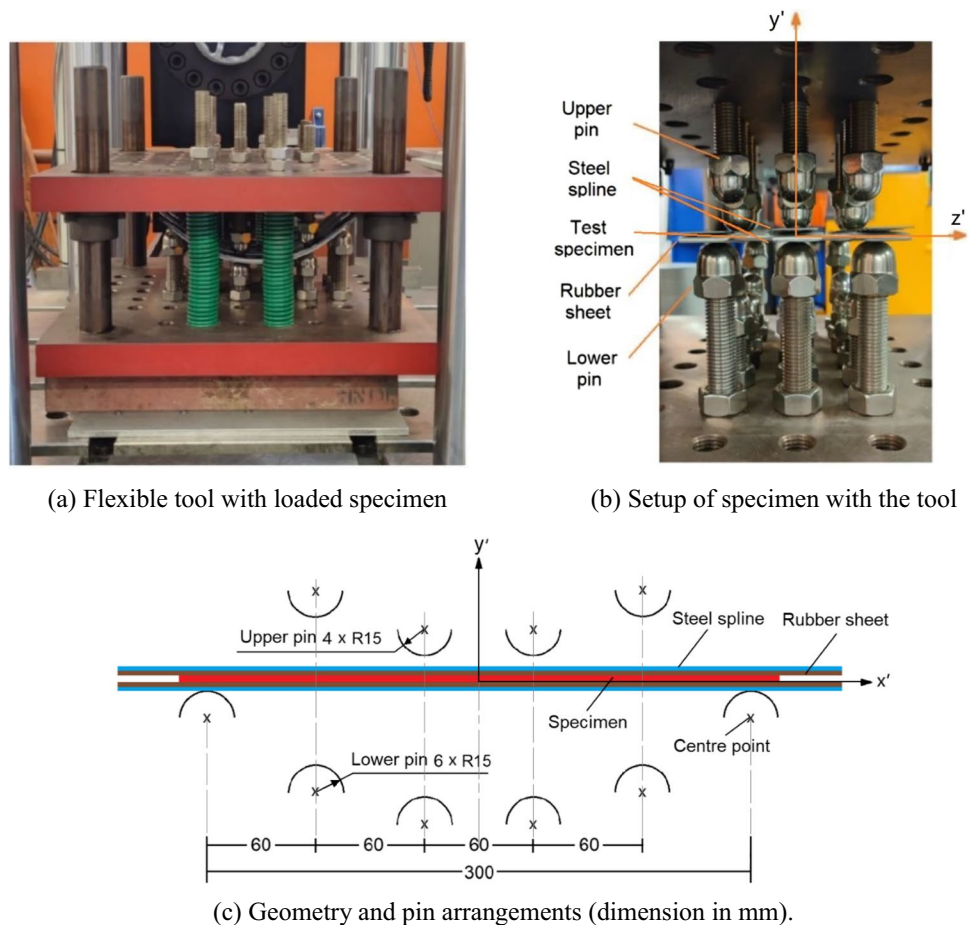 y'
Upper
pin
Steel
spline
Test
specimen
Rubber
sheet
Lower
pin
z'
(a) Flexible tool with loaded specimen
(b) Setup of specimen with the tool
y'
Steel spline
Rubber sheet
Upper pin 4 x R15
x'
Specimen
Centre point
Lower pin 6 x R15
60 60 60 60
300
(c) Geometry and pin arrangements (dimension in mm).